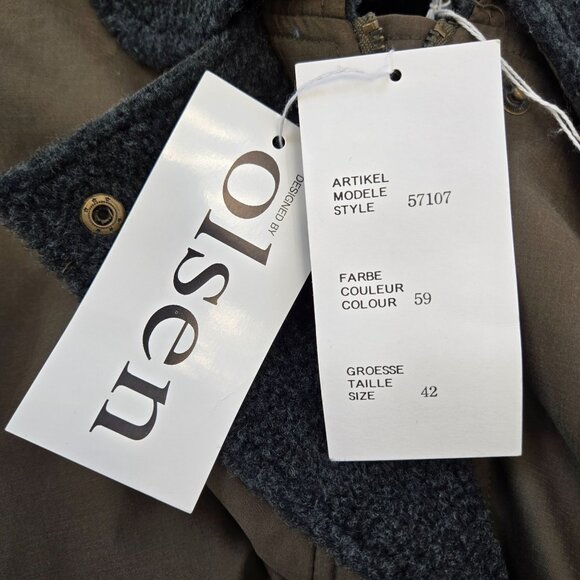 DESIGNED BY
olsen
ARTIKEL
MODELE
STYLE 57107
FARBE
COULEUR
COLOUR 59
GROESSE
TAILLE
SIZE 42